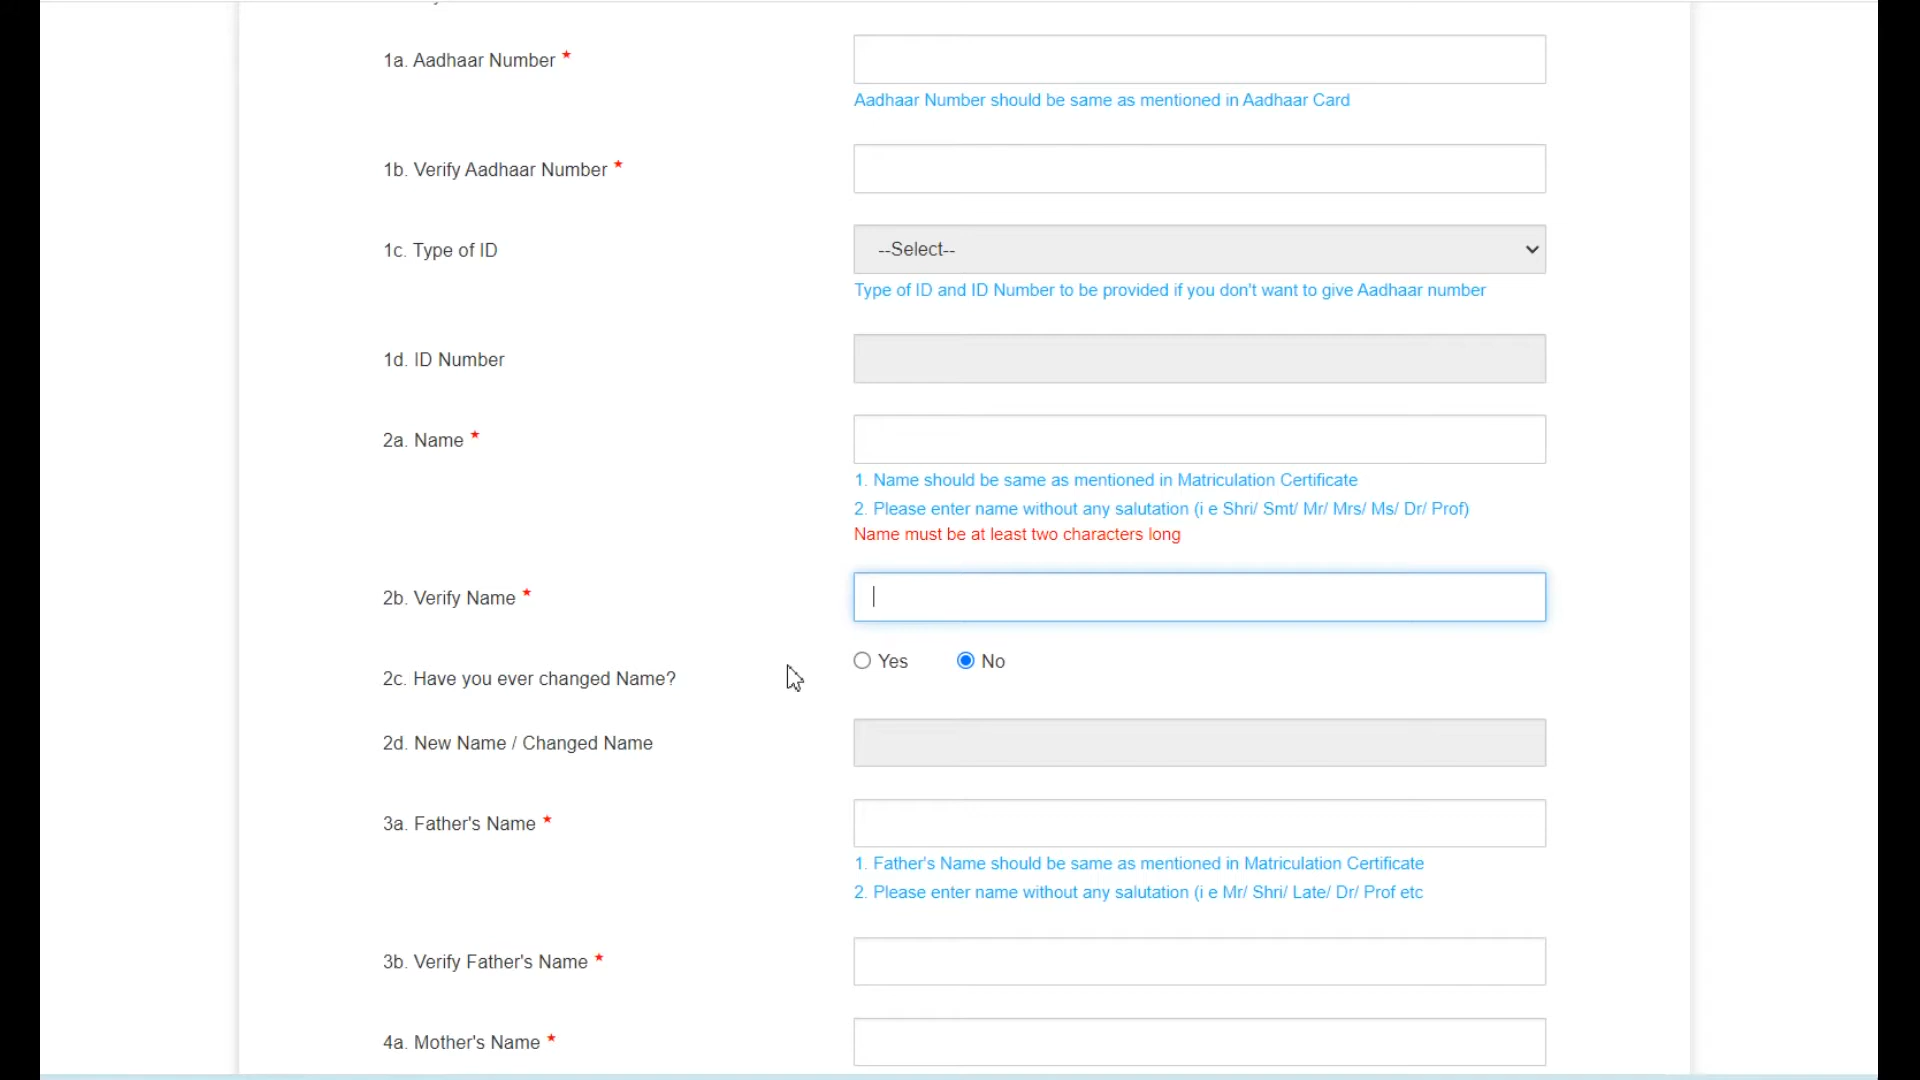 1a. Aadhaar Number *
Aadhaar Number should be same as mentioned in Aadhaar Card
1b. Verify Aadhaar Number *
1c. Type of ID
--Select--
Type of ID and ID Number to be provided if you don't want to give Aadhaar number
1d. ID Number
2a. Name *
1. Name should be same as mentioned in Matriculation Certificate
2. Please enter name without any salutation (i e Shri/ Smt/ Mr/ Mrs/ Ms/ Dr/ Prof)
Name must be at least two characters long
2b. Verify Name *
2c. Have you ever changed Name?
Yes No
2d. New Name / Changed Name
3a. Father's Name *
1. Father's Name should be same as mentioned in Matriculation Certificate
2. Please enter name without any salutation (i e Mr/ Shri/ Late/ Dr/ Prof etc
3b. Verify Father's Name *
4a. Mother's Name *